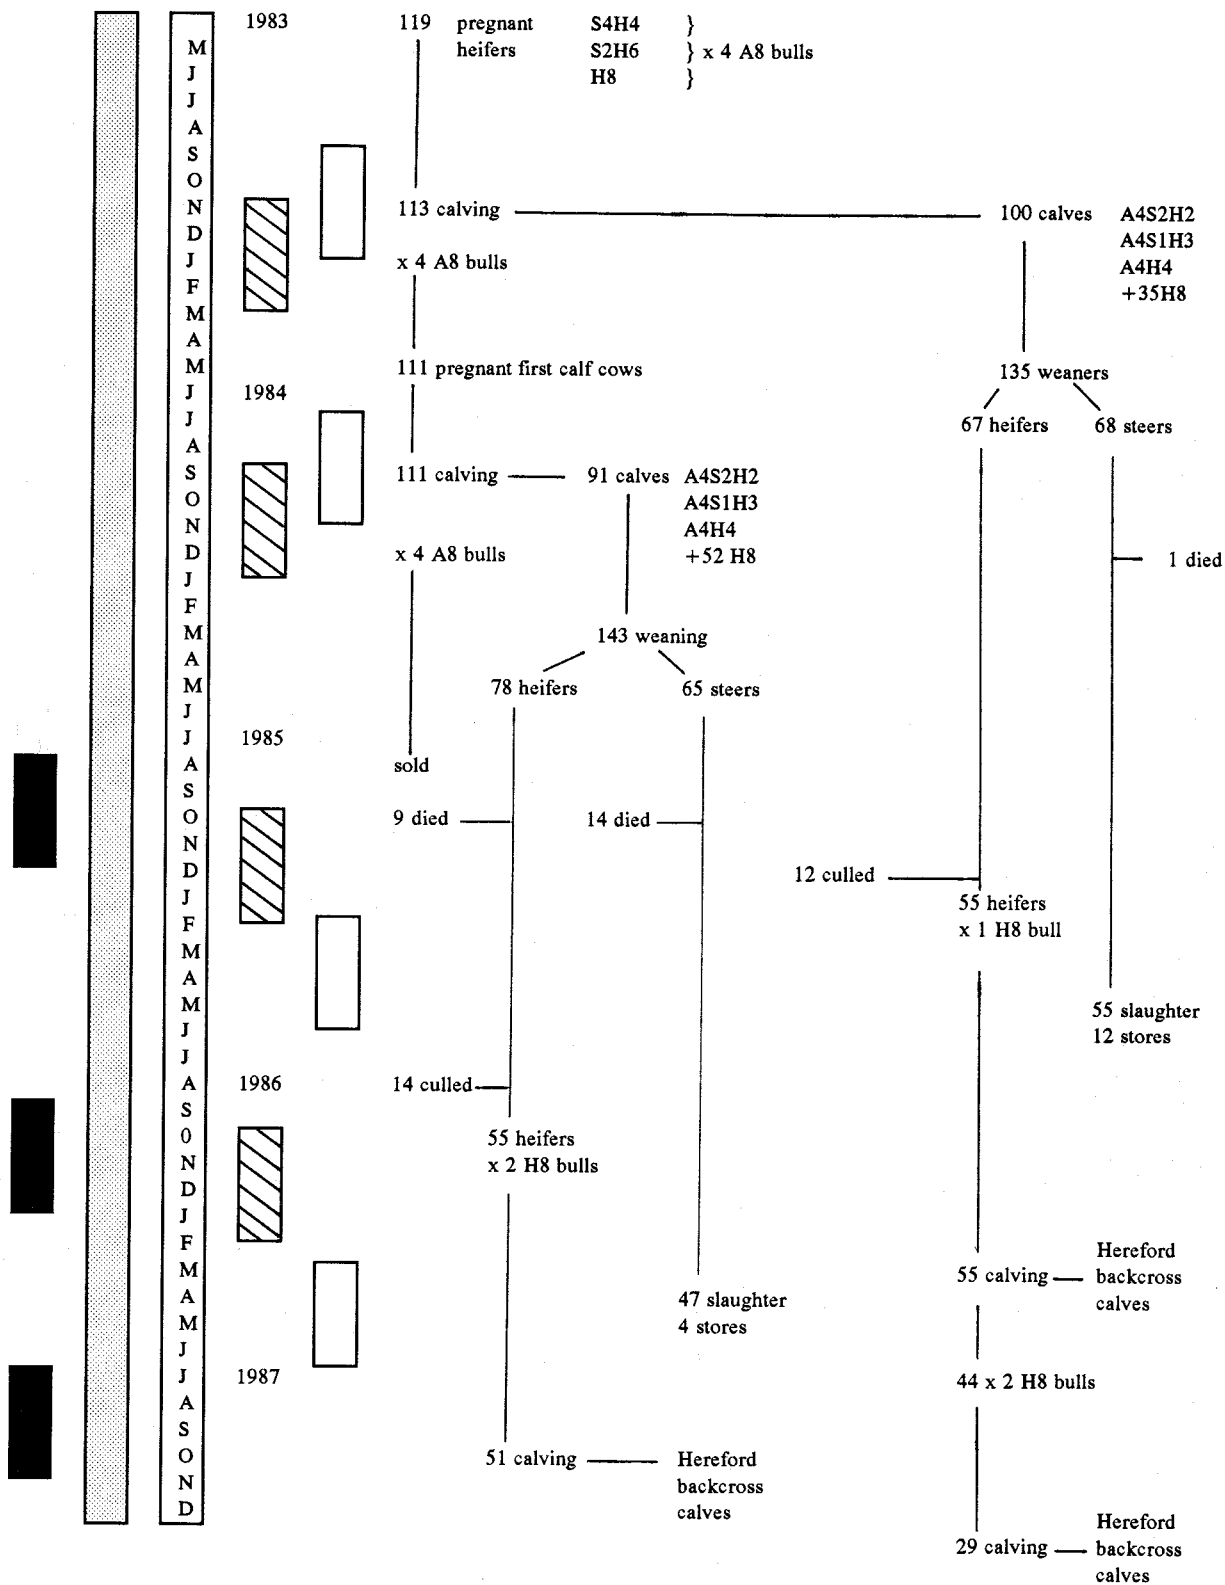 1983
119 pregnant S4H4 }
heifers S2H6 } x 4 A8 bulls
H8 }
M
J
J
A
S
O
N
D
J
F
M
A
M
J
J
A
S
O
N
D
J
F
M
A
M
J
J
A
S
O
N
D
J
F
M
A
M
J
J
A
S
0
N
D
J
F
M
A
M
J
J
A
S
O
N
D
113 calving
100 calves A4S2H2
A4S1H3
A4H4
+35H8
x 4 A8 bulls
111 pregnant first calf cows
135 weaners
1984
67 heifers 68 steers
111 calving
91 calves A4S2H2
A4S1H3
A4H4
+52 H8
x 4 A8 bulls
1 died
143 weaning
78 heifers 65 steers
1985
sold
9 died 14 died
12 culled
55 heifers
x 1 H8 bull
55 slaughter
12 stores
1986
14 culled
55 heifers
x 2 H8 bulls
55 calving
Hereford
backcross
calves
47 slaughter
4 stores
1987
44 x 2 H8 bulls
51 calving
Hereford
backcross
calves
29 calving
Hereford
backcross
calves